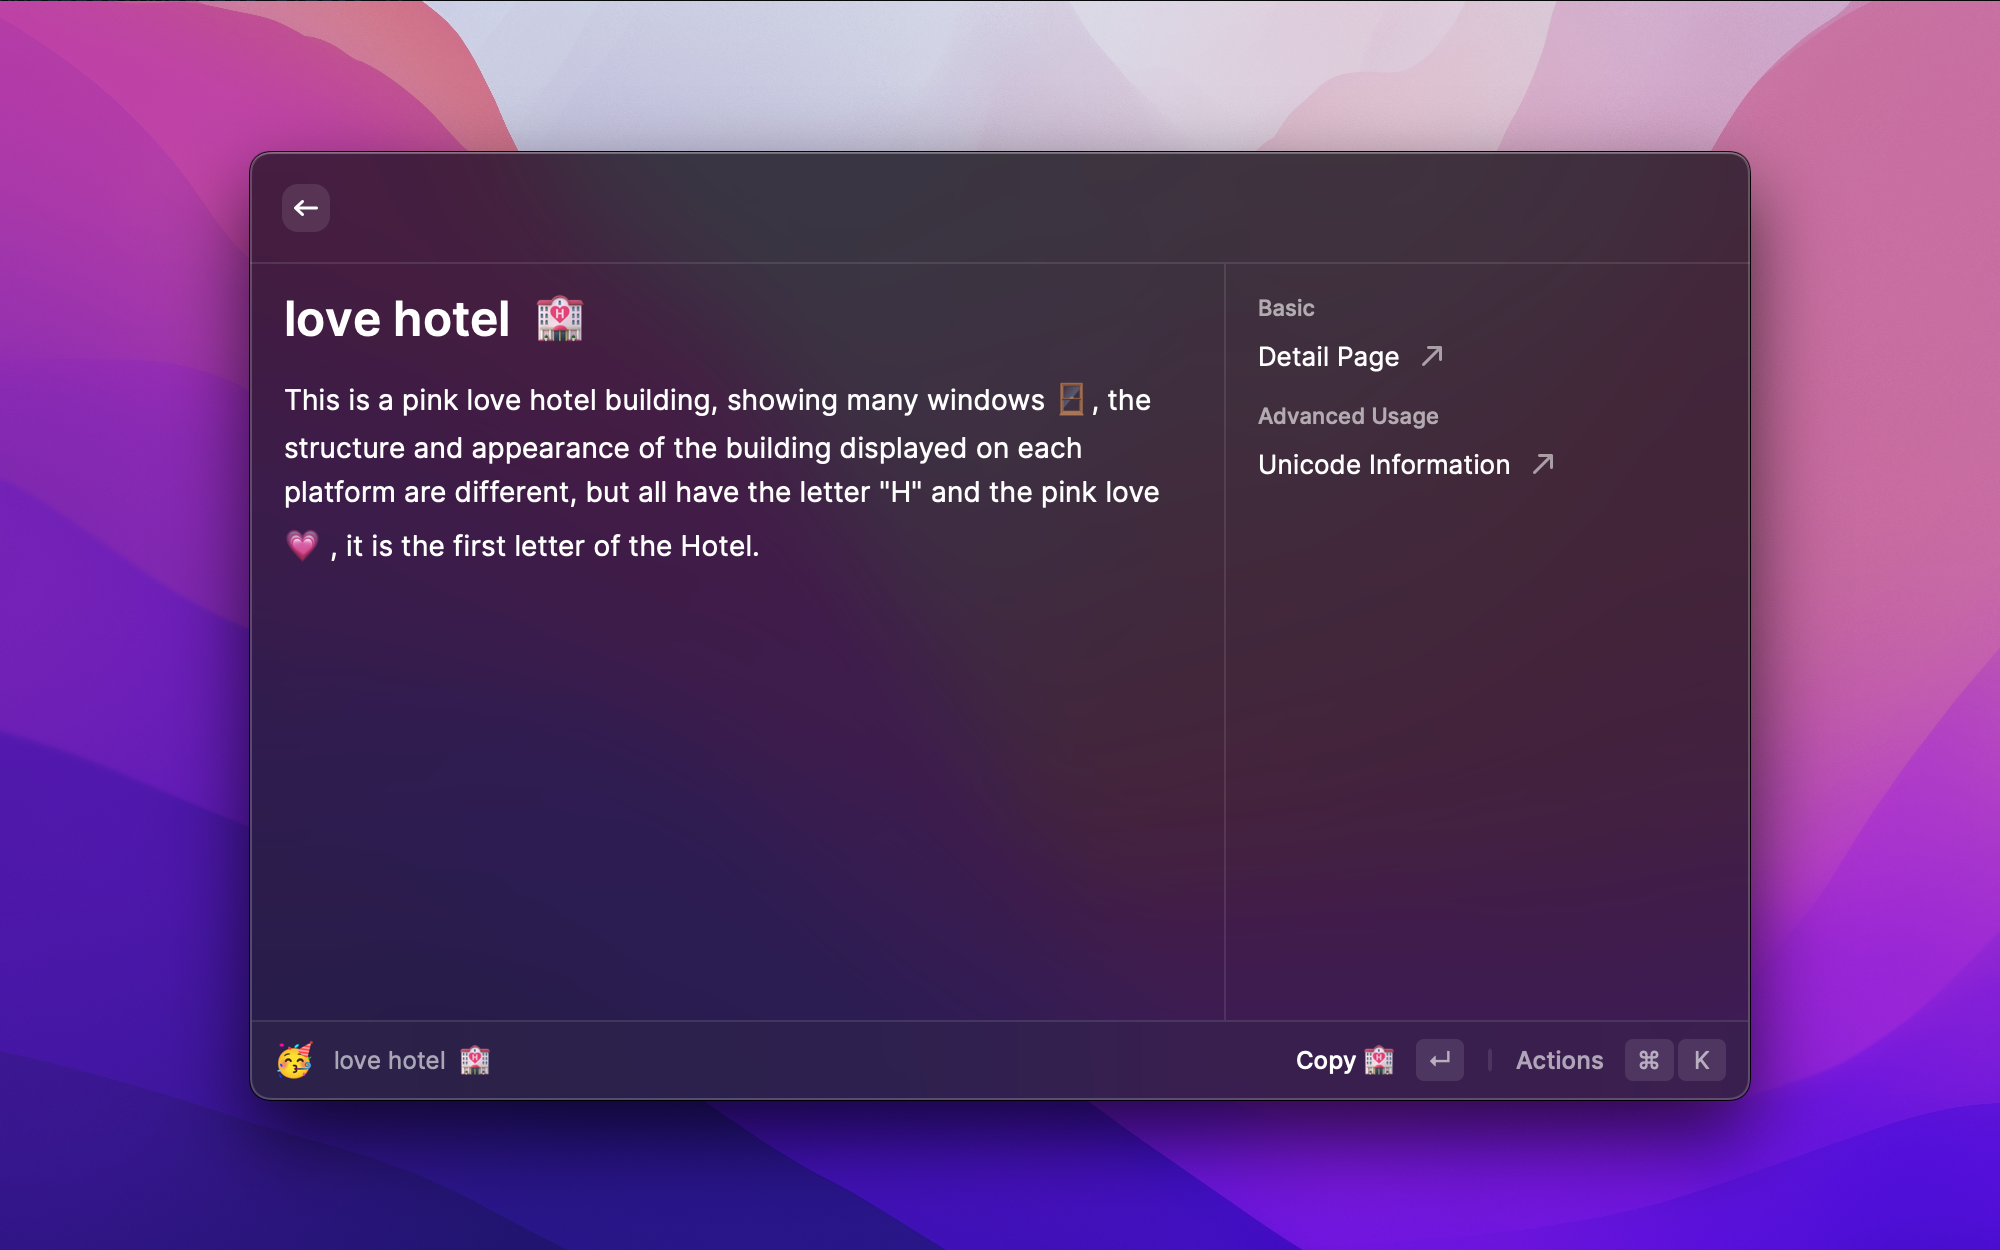 love hotel 🏩
This is a pink love hotel building, showing many windows 🚪, the
structure and appearance of the building displayed on each
platform are different, but all have the letter "H" and the pink love
💗 , it is the first letter of the Hotel.
Basic
Detail Page ↗
Advanced Usage
Unicode Information ↗
🥳 love hotel 🏩
Copy 🏩 ↵ | Actions ⌘ K